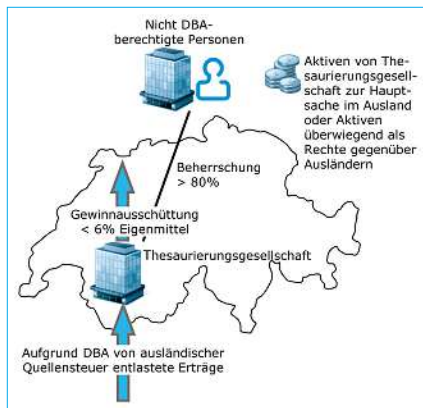 Nicht DBA-
berechtigte Personen
Aktiven von The-
saurierungsgesell-
schaft zur Haupt-
sache im Ausland
oder Aktiven
überwiegend als
Rechte gegenüber
Ausländern
Beherrschung
> 80%
Gewinnausschüttung
< 6% Eigenmittel
Thesaurierungsgesellschaft
Aufgrund DBA von ausländischer
Quellensteuer entlastete Erträge